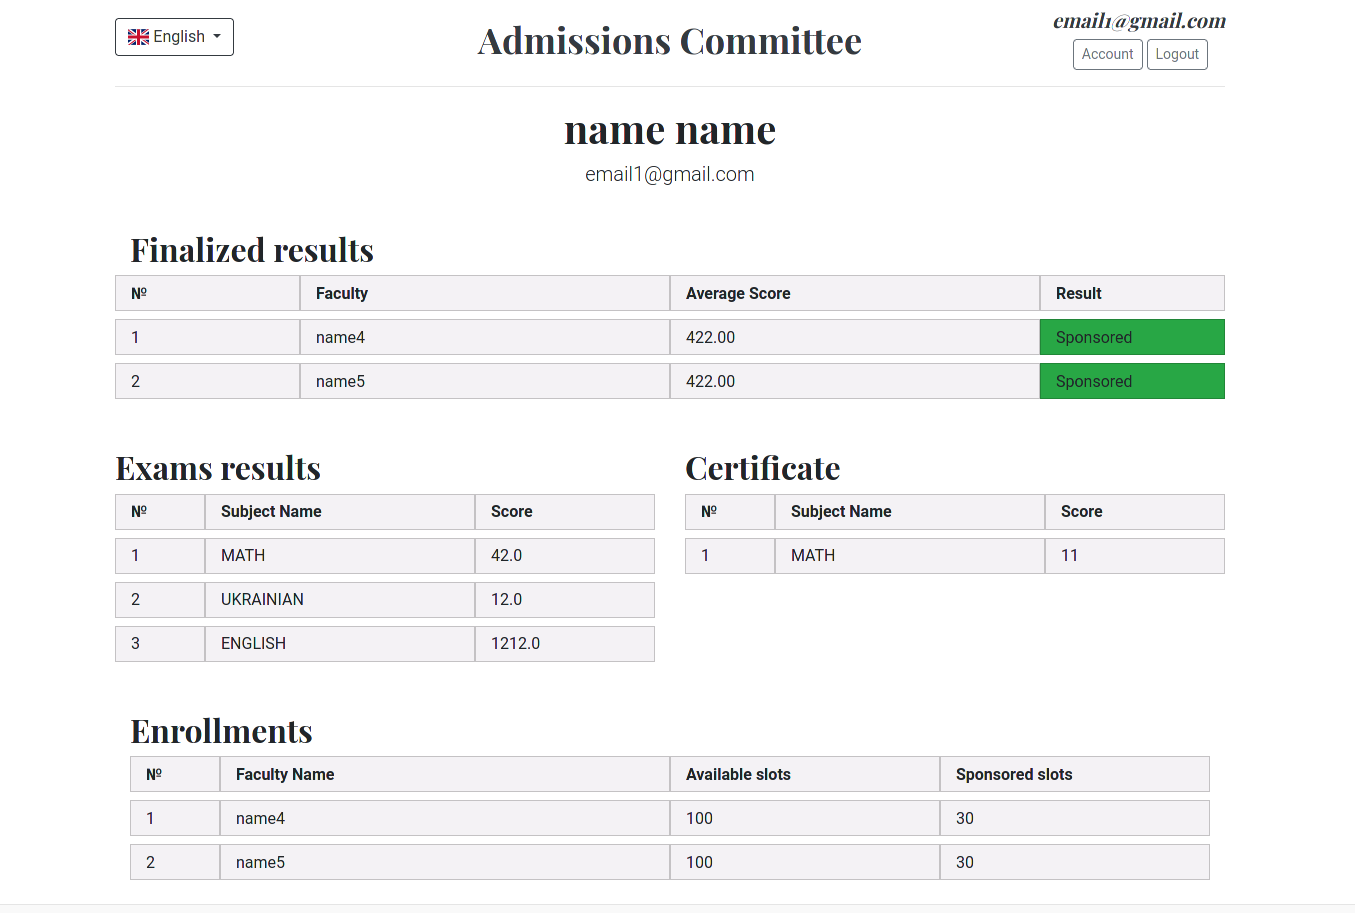 English
Admissions Committee
email1@gmail.com
Account Logout
name name
email1@gmail.com
Finalized results
№ Faculty Average Score Result
1 name4 422.00 Sponsored
2 name5 422.00 Sponsored
Exams results
№ Subject Name Score
1 MATH 42.0
2 UKRAINIAN 12.0
3 ENGLISH 1212.0
Certificate
№ Subject Name Score
1 MATH 11
Enrollments
№ Faculty Name Available slots Sponsored slots
1 name4 100 30
2 name5 100 30